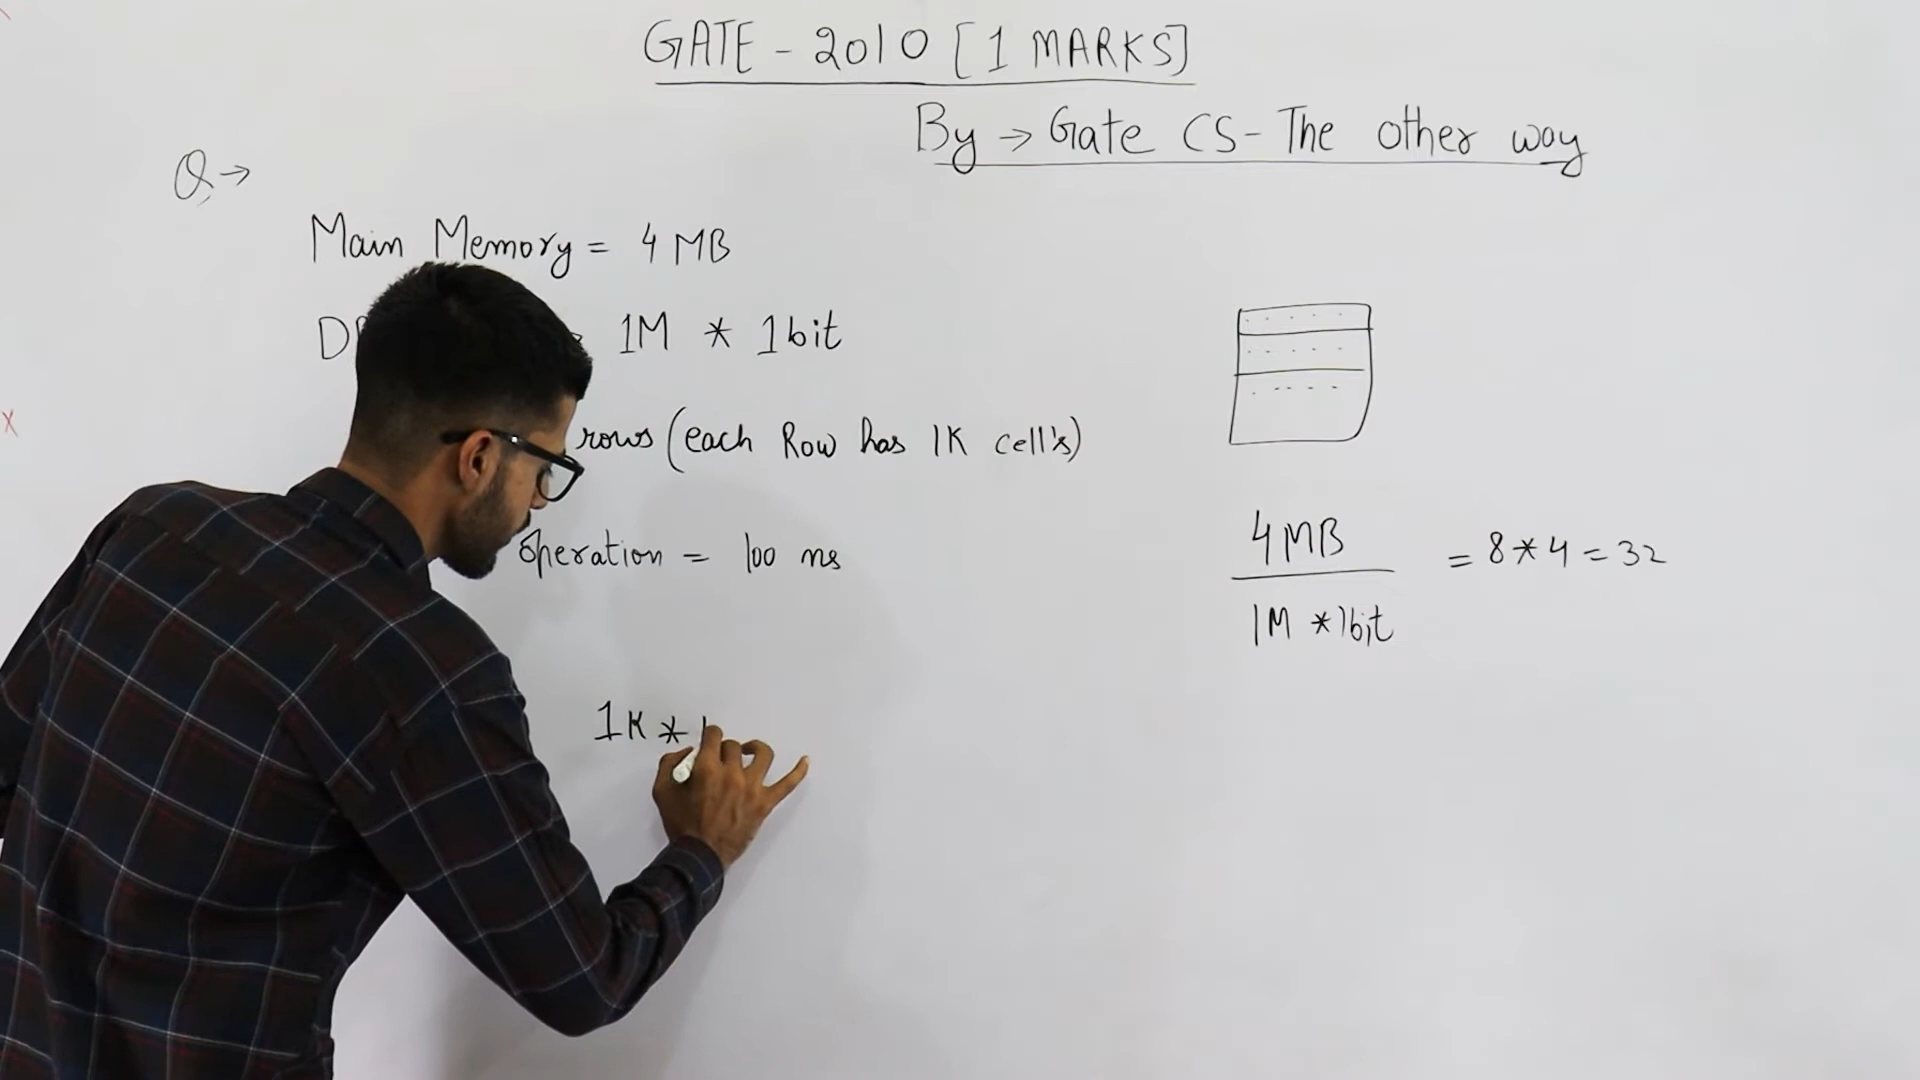 GATE - 2010 [1 MARKS]
By → Gate CS - The other way
Q →
Main Memory = 4 MB
1M * 1bit
rows (each Row has 1K cell's)
operation = 100 ns
4MB
= 8 * 4 = 32
1M * 1bit
1K *